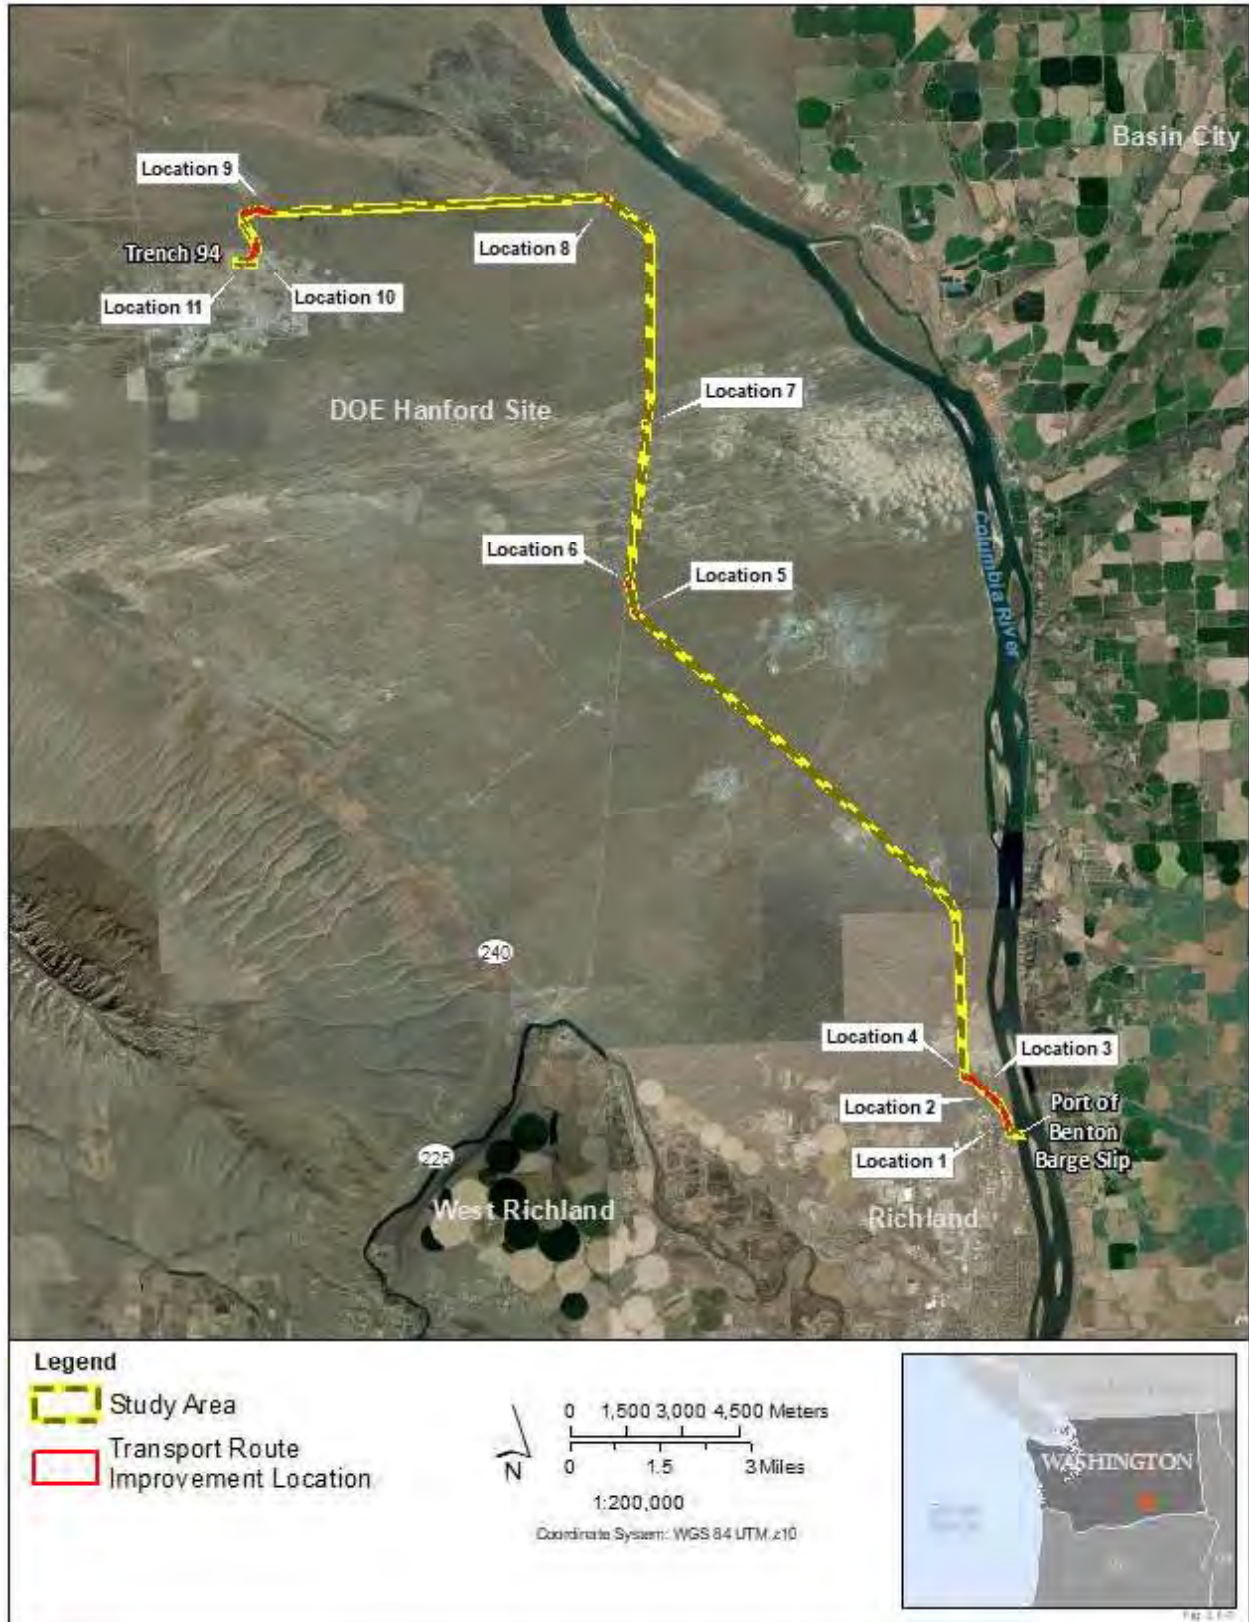 Basin City
Location 9
Trench 94
Location 8
Location 11
Location 10
DOE Hanford Site
Location 7
Columbia River
Location 6
Location 5
240
Location 4
Location 3
Location 2
Port of
Benton
Barge Slip
Location 1
225
West Richland
Richland
Legend
Study Area
Transport Route
Improvement Location
N
0 1,500 3,000 4,500 Meters
0 1.5 3 Miles
1:200,000
Coordinate System: WGS 84 UTM z10
WASHINGTON